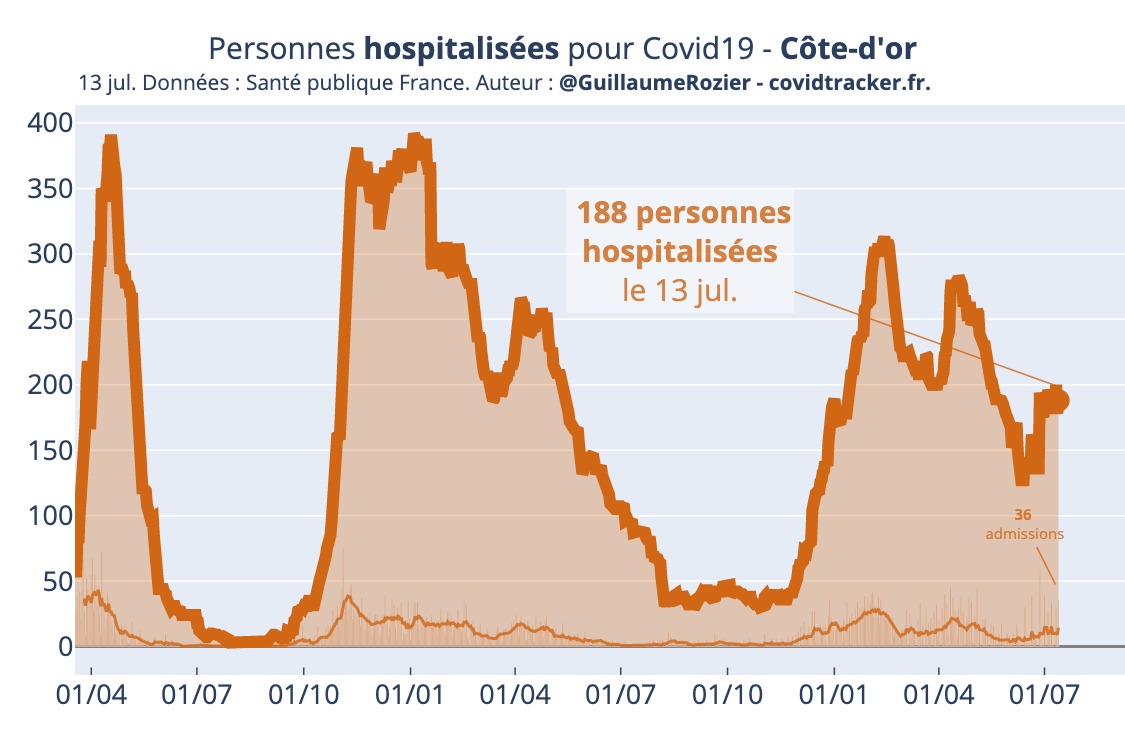 Personnes hospitalisées pour Covid19 - Côte-d'or
13 jul. Données : Santé publique France. Auteur : @GuillaumeRozier - covidtracker.fr.
400
350
300
250
200
150
100
50
0
188 personnes
hospitalisées
le 13 jul.
36
admissions
01/04 01/07 01/10 01/01 01/04 01/07 01/10 01/01 01/04 01/07